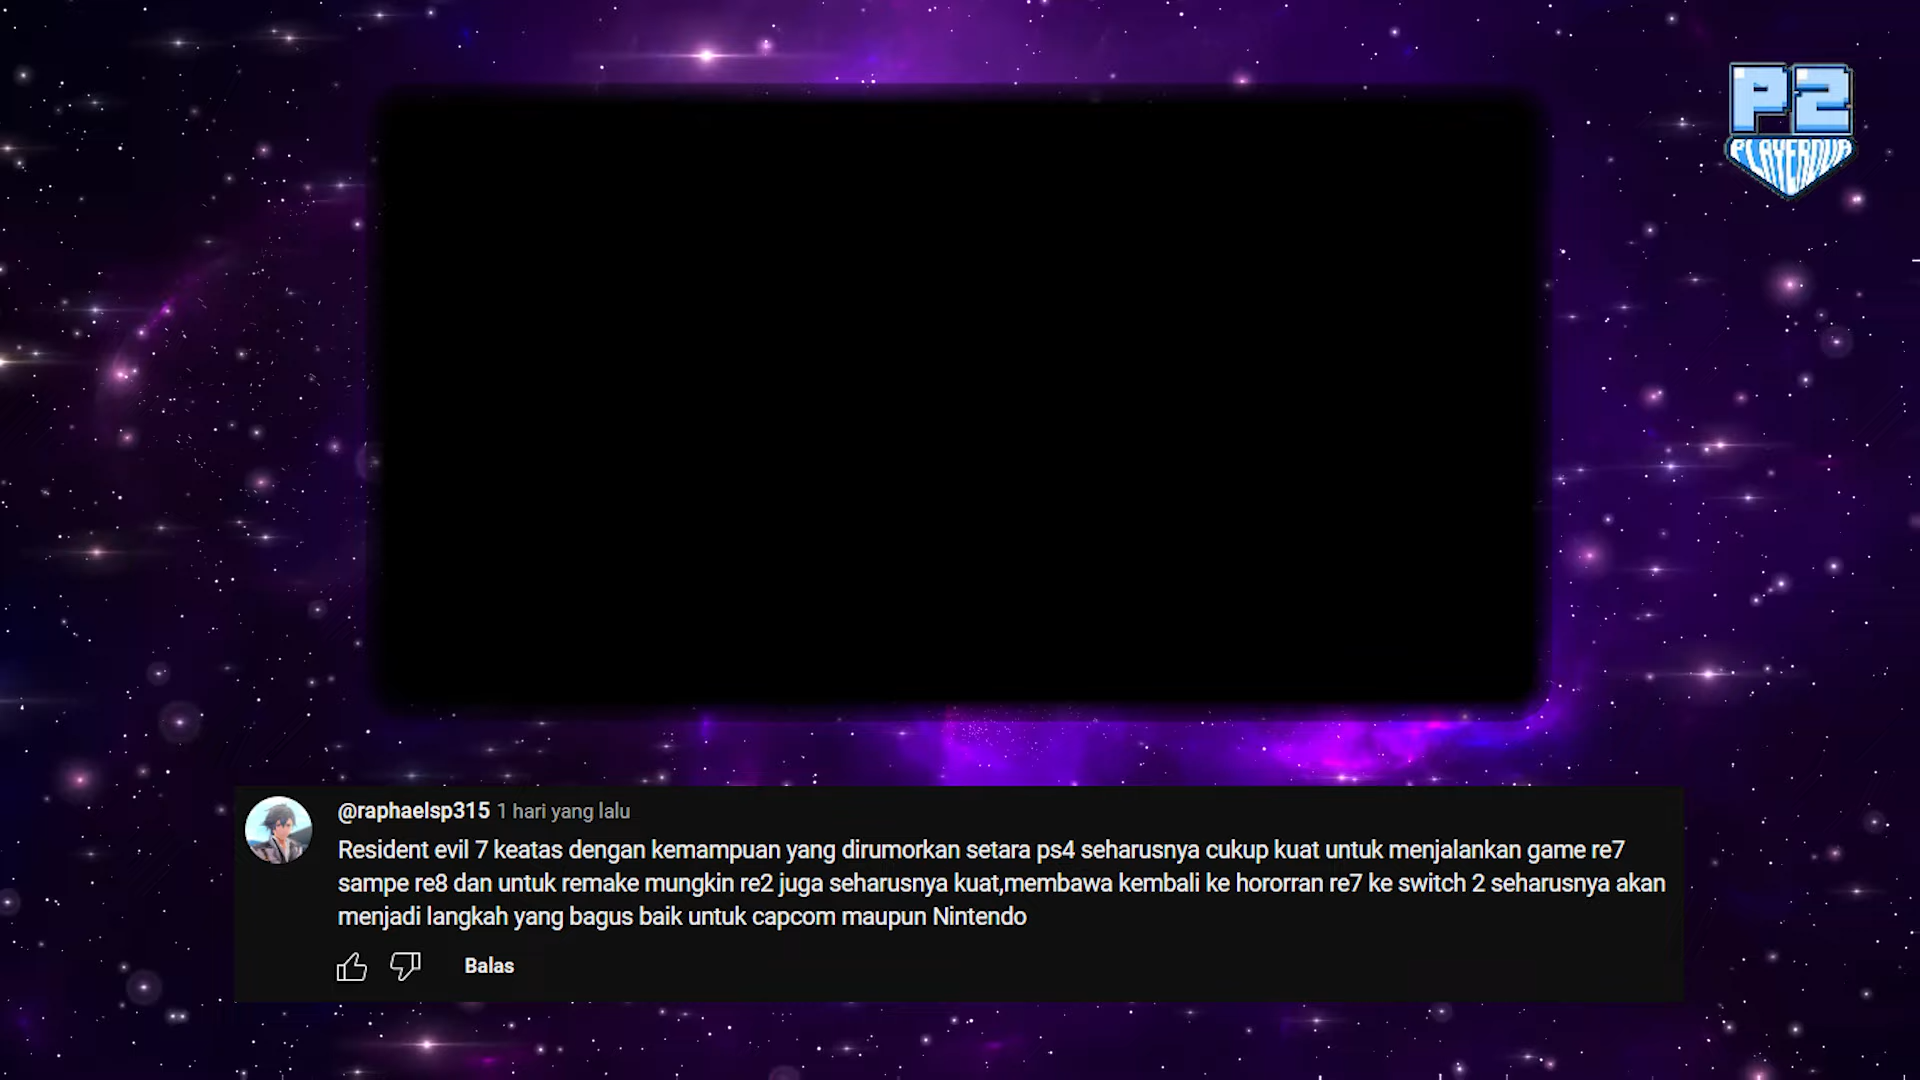 P2
PLAYERDUA
@raphaelsp315 1 hari yang lalu
Resident evil 7 keatas dengan kemampuan yang dirumorkan setara ps4 seharusnya cukup kuat untuk menjalankan game re7
sampe re8 dan untuk remake mungkin re2 juga seharusnya kuat,membawa kembali ke hororran re7 ke switch 2 seharusnya akan
menjadi langkah yang bagus baik untuk capcom maupun Nintendo
Balas